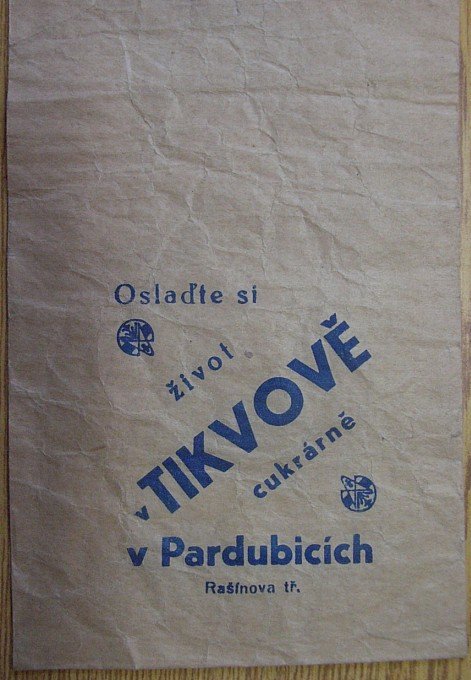 Oslaďte si
život
v TIKVOVĚ
cukrárně
v Pardubicích
Rašínova tř.